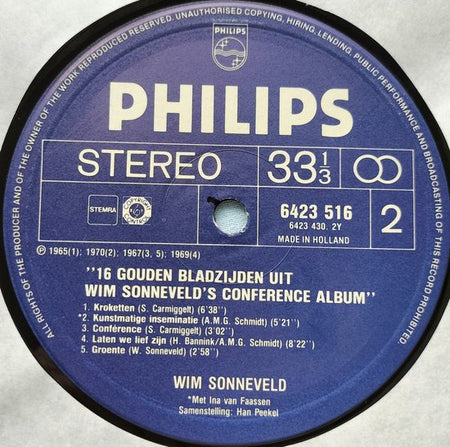 ALL RIGHTS OF THE PRODUCER AND OF THE OWNER OF THE WORK REPRODUCED RESERVED. UNAUTHORISED COPYING, HIRING, LENDING, PUBLIC PERFORMANCE AND BROADCASTING OF THIS RECORD PROHIBITED
PHILIPS
PHILIPS
STEREO 33 1/3
STEMRA
COPYRIGHT CONTROL
6423 516
6423 430. 2Y
MADE IN HOLLAND
2
℗ 1965(1); 1970(2); 1967(3, 5); 1969(4)
"16 GOUDEN BLADZIJDEN UIT
WIM SONNEVELD'S CONFERENCE ALBUM"
1. Kroketten (S. Carmiggelt) (6'38")
*2. Kunstmatige inseminatie (A.M.G. Schmidt) (5'21")
3. Conférence (S. Carmiggelt) (3'02")
4. Laten we lief zijn (H. Bannink/A.M.G. Schmidt) (8'22")
5. Groente (W. Sonneveld) (2'58")
WIM SONNEVELD
*Met Ina van Faassen
Samenstelling: Han Peekel